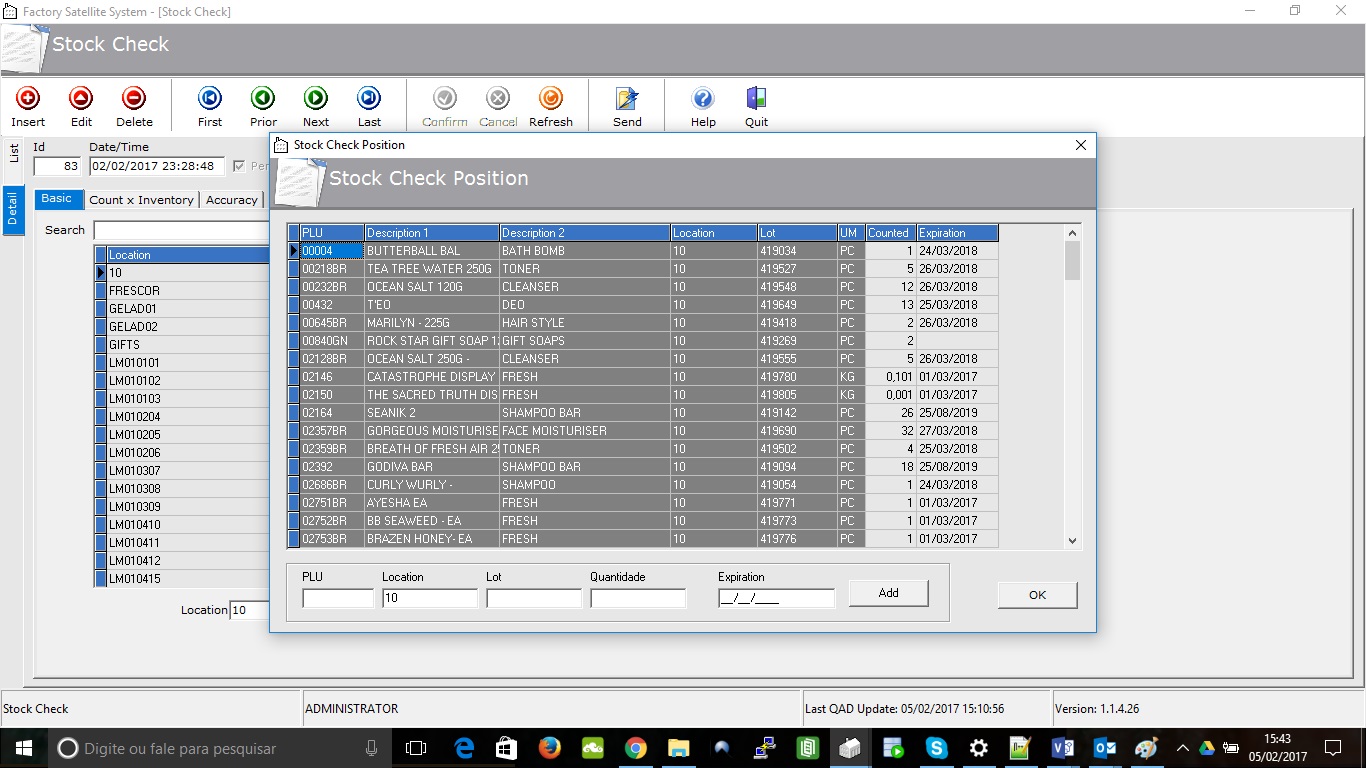 Factory Satellite System - [Stock Check]
Stock Check
Insert Edit Delete First Prior Next Last Confirm Cancel Refresh Send Help Quit
List
Detail
Id Date/Time
83 02/02/2017 23:28:48
Basic Count x Inventory Accuracy
Search
Location
10
FRESCOR
GELAD01
GELAD02
GIFTS
LM010101
LM010102
LM010103
LM010204
LM010205
LM010206
LM010307
LM010308
LM010309
LM010410
LM010411
LM010412
LM010415
Location 10
Stock Check Position
Stock Check Position
PLU Description 1 Description 2 Location Lot UM Counted Expiration
00004 BUTTERBALL BAL BATH BOMB 10 419034 PC 1 24/03/2018
00218BR TEA TREE WATER 250G TONER 10 419527 PC 5 26/03/2018
00232BR OCEAN SALT 120G CLEANSER 10 419548 PC 12 26/03/2018
00432 T'EO DEO 10 419649 PC 13 25/03/2018
00645BR MARILYN - 225G HAIR STYLE 10 419418 PC 2 26/03/2018
00840GN ROCK STAR GIFT SOAP GIFT SOAPS 10 419269 PC 2
02128BR OCEAN SALT 250G - CLEANSER 10 419555 PC 5 26/03/2018
02146 CATASTROPHE DISPLAY FRESH 10 419780 KG 0,101 01/03/2017
02150 THE SACRED TRUTH DIS FRESH 10 419805 KG 0,001 01/03/2017
02164 SEANIK 2 SHAMPOO BAR 10 419142 PC 26 25/08/2019
02357BR GORGEOUS MOISTURISE FACE MOISTURISER 10 419690 PC 32 27/03/2018
02359BR BREATH OF FRESH AIR TONER 10 419502 PC 4 25/03/2018
02392 GODIVA BAR SHAMPOO BAR 10 419094 PC 18 25/08/2019
02686BR CURLY WURLY - SHAMPOO 10 419054 PC 1 24/03/2018
02751BR AYESHA EA FRESH 10 419771 PC 1 01/03/2017
02752BR BB SEAWEED - EA FRESH 10 419773 PC 1 01/03/2017
02753BR BRAZEN HONEY- EA FRESH 10 419776 PC 1 01/03/2017
PLU Location Lot Quantidade Expiration
10 __/__/____ Add OK
Stock Check ADMINISTRATOR Last QAD Update: 05/02/2017 15:10:56 Version: 1.1.4.26
Digite ou fale para pesquisar
15:43
05/02/2017